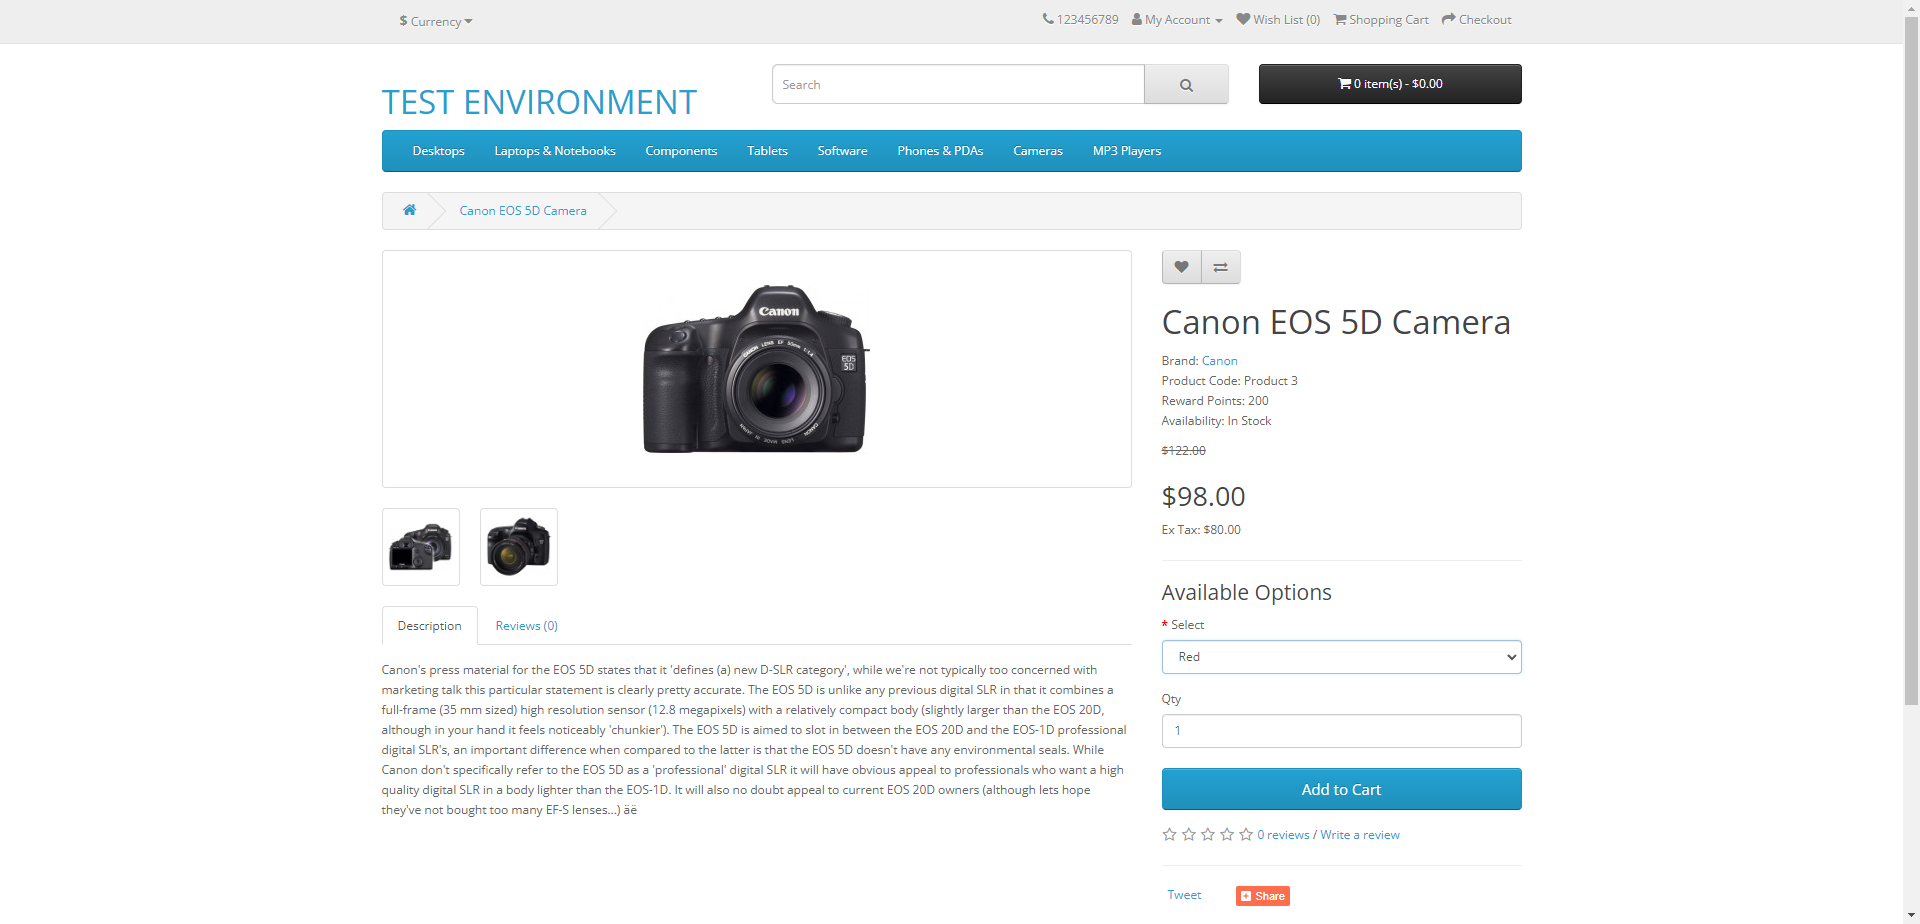 $ Currency
123456789 My Account Wish List (0) Shopping Cart Checkout
TEST ENVIRONMENT
Search
0 item(s) - $0.00
Desktops Laptops & Notebooks Components Tablets Software Phones & PDAs Cameras MP3 Players
Canon EOS 5D Camera
Canon
CANON LENS EF 50mm 1:1.4
EOS
5D
Canon EOS 5D Camera
Brand: Canon
Product Code: Product 3
Reward Points: 200
Availability: In Stock
$122.00
$98.00
Ex Tax: $80.00
Available Options
* Select
Red
Qty
1
Add to Cart
0 reviews / Write a review
Tweet
Share
Description Reviews (0)
Canon's press material for the EOS 5D states that it 'defines (a) new D-SLR category', while we're not typically too concerned with
marketing talk this particular statement is clearly pretty accurate. The EOS 5D is unlike any previous digital SLR in that it combines a
full-frame (35 mm sized) high resolution sensor (12.8 megapixels) with a relatively compact body (slightly larger than the EOS 20D,
although in your hand it feels noticeably 'chunkier'). The EOS 5D is aimed to slot in between the EOS 20D and the EOS-1D professional
digital SLR's, an important difference when compared to the latter is that the EOS 5D doesn't have any environmental seals. While
Canon don't specifically refer to the EOS 5D as a 'professional' digital SLR it will have obvious appeal to professionals who want a high
quality digital SLR in a body lighter than the EOS-1D. It will also no doubt appeal to current EOS 20D owners (although lets hope
they've not bought too many EF-S lenses...) äë